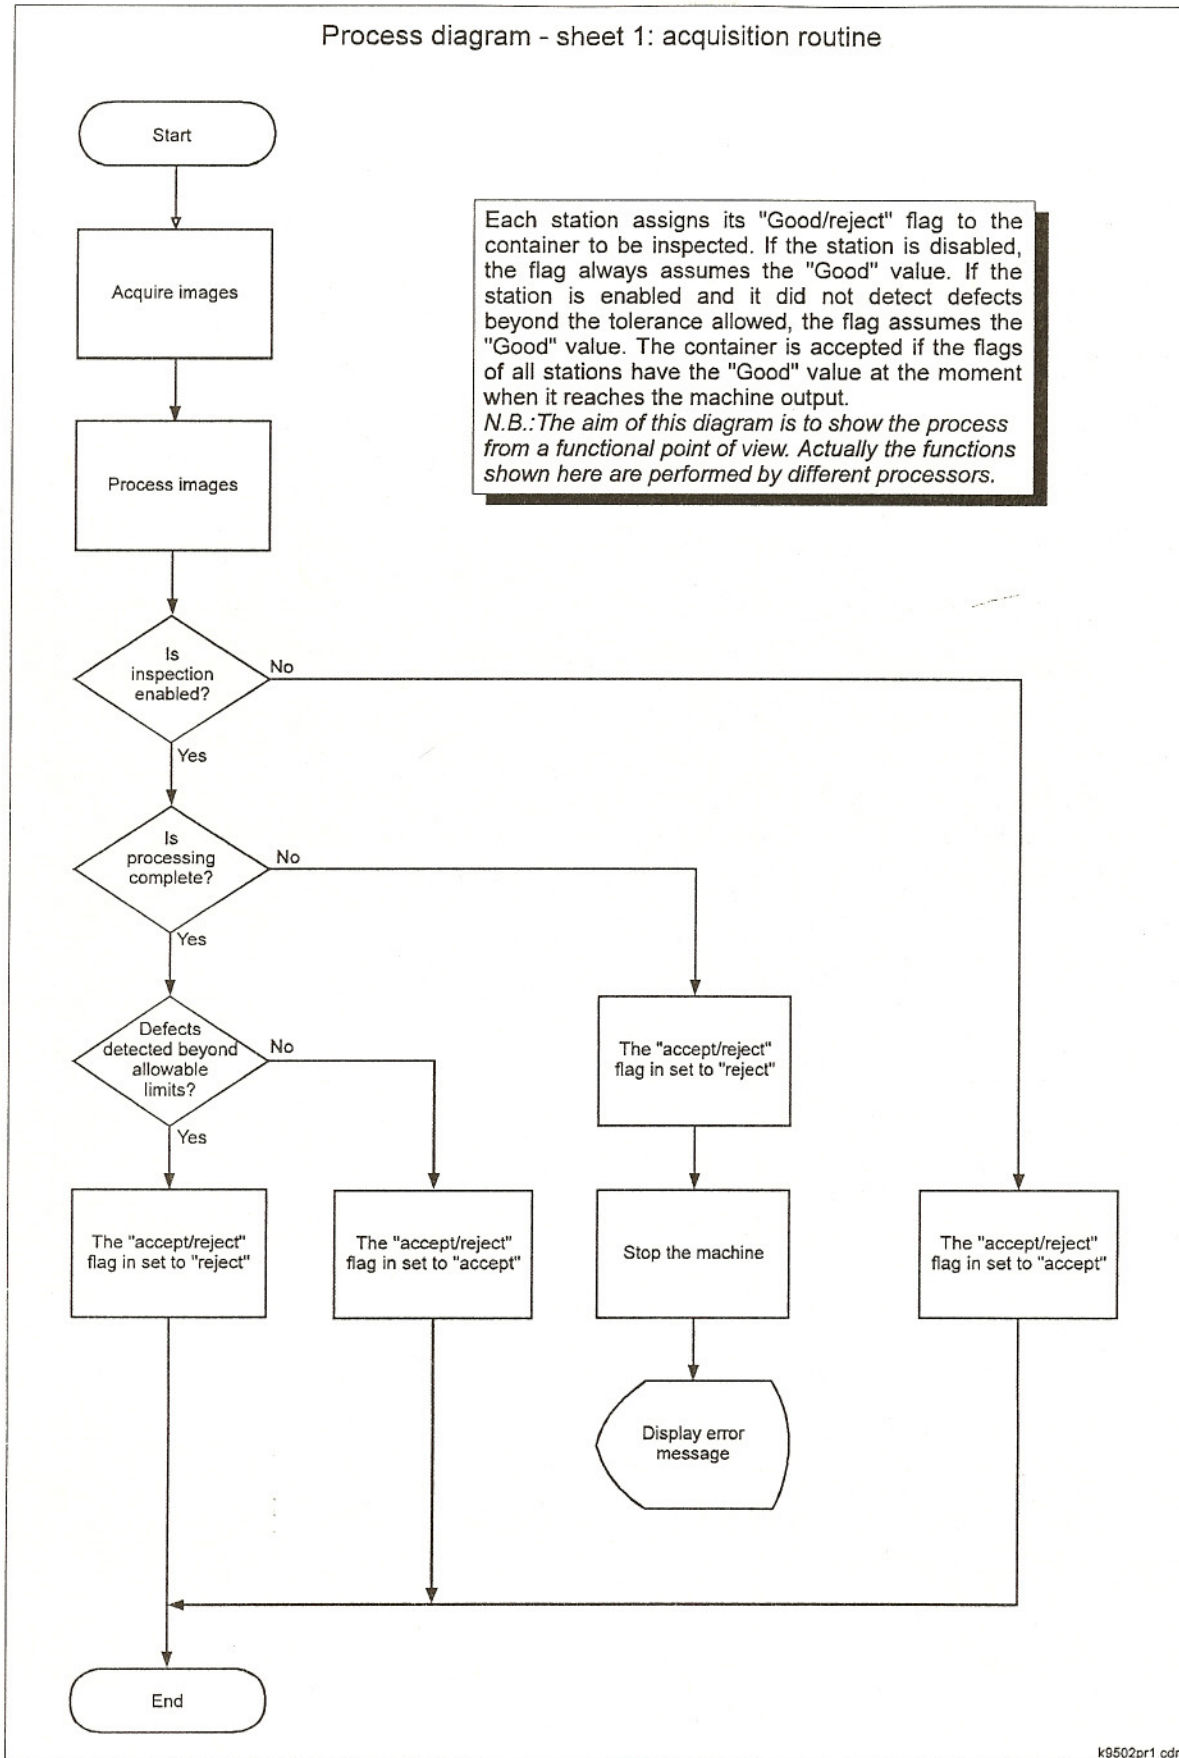 Process diagram - sheet 1: acquisition routine
Start
Each station assigns its "Good/reject" flag to the
container to be inspected. If the station is disabled,
the flag always assumes the "Good" value. If the
station is enabled and it did not detect defects
beyond the tolerance allowed, the flag assumes the
"Good" value. The container is accepted if the flags
of all stations have the "Good" value at the moment
when it reaches the machine output.
N.B.:The aim of this diagram is to show the process
from a functional point of view. Actually the functions
shown here are performed by different processors.
Acquire images
Process images
Is
inspection
enabled?
No
Yes
Is
processing
complete?
No
Yes
Defects
detected beyond
allowable
limits?
No
Yes
The "accept/reject"
flag in set to "reject"
The "accept/reject"
flag in set to "reject"
The "accept/reject"
flag in set to "accept"
Stop the machine
The "accept/reject"
flag in set to "accept"
Display error
message
End
k9502pr1.cdr